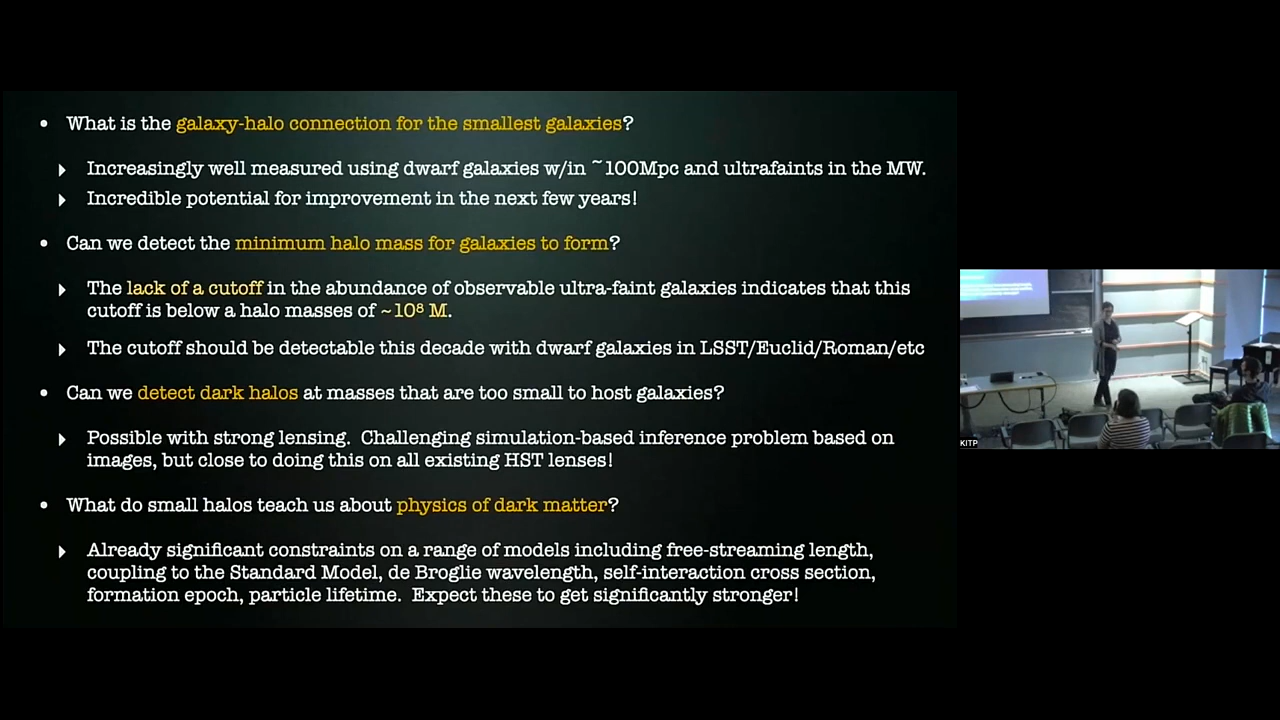 • What is the galaxy-halo connection for the smallest galaxies?
Increasingly well measured using dwarf galaxies w/in ~100Mpc and ultrafaints in the MW.
Incredible potential for improvement in the next few years!
• Can we detect the minimum halo mass for galaxies to form?
The lack of a cutoff in the abundance of observable ultra-faint galaxies indicates that this
cutoff is below a halo masses of ~10⁸ M.
The cutoff should be detectable this decade with dwarf galaxies in LSST/Euclid/Roman/etc
• Can we detect dark halos at masses that are too small to host galaxies?
Possible with strong lensing. Challenging simulation-based inference problem based on
images, but close to doing this on all existing HST lenses!
• What do small halos teach us about physics of dark matter?
Already significant constraints on a range of models including free-streaming length,
coupling to the Standard Model, de Broglie wavelength, self-interaction cross section,
formation epoch, particle lifetime. Expect these to get significantly stronger!
KITP